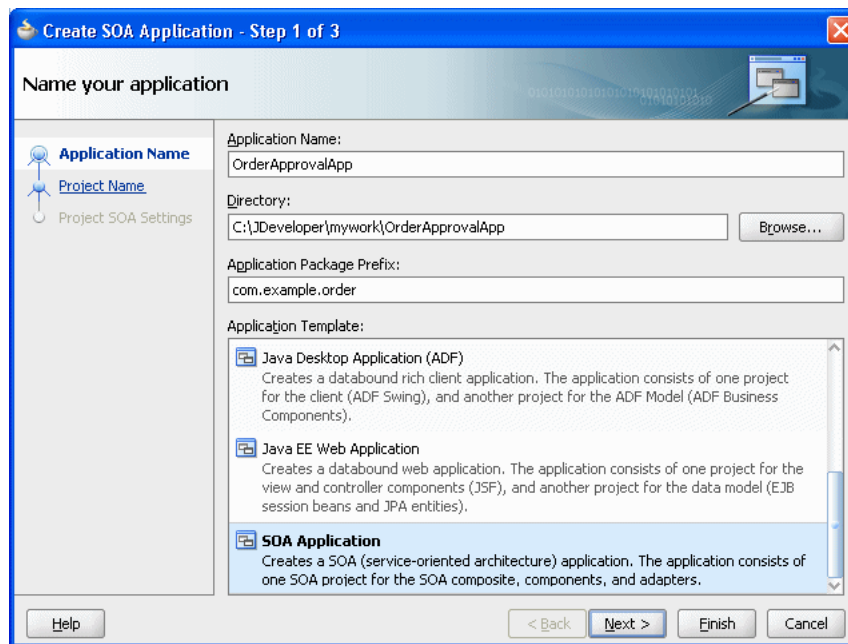 Create SOA Application - Step 1 of 3
Name your application
01010101010101010101010101
01010101010
Application Name
Project Name
Project SOA Settings
Application Name:
OrderApprovalApp
Directory:
C:\JDeveloper\mywork\OrderApprovalApp
Browse...
Application Package Prefix:
com.example.order
Application Template:
Java Desktop Application (ADF)
Creates a databound rich client application. The application consists of one project
for the client (ADF Swing), and another project for the ADF Model (ADF Business
Components).
Java EE Web Application
Creates a databound web application. The application consists of one project for the
view and controller components (JSF), and another project for the data model (EJB
session beans and JPA entities).
SOA Application
Creates a SOA (service-oriented architecture) application. The application consists of
one SOA project for the SOA composite, components, and adapters.
Help
< Back
Next >
Finish
Cancel